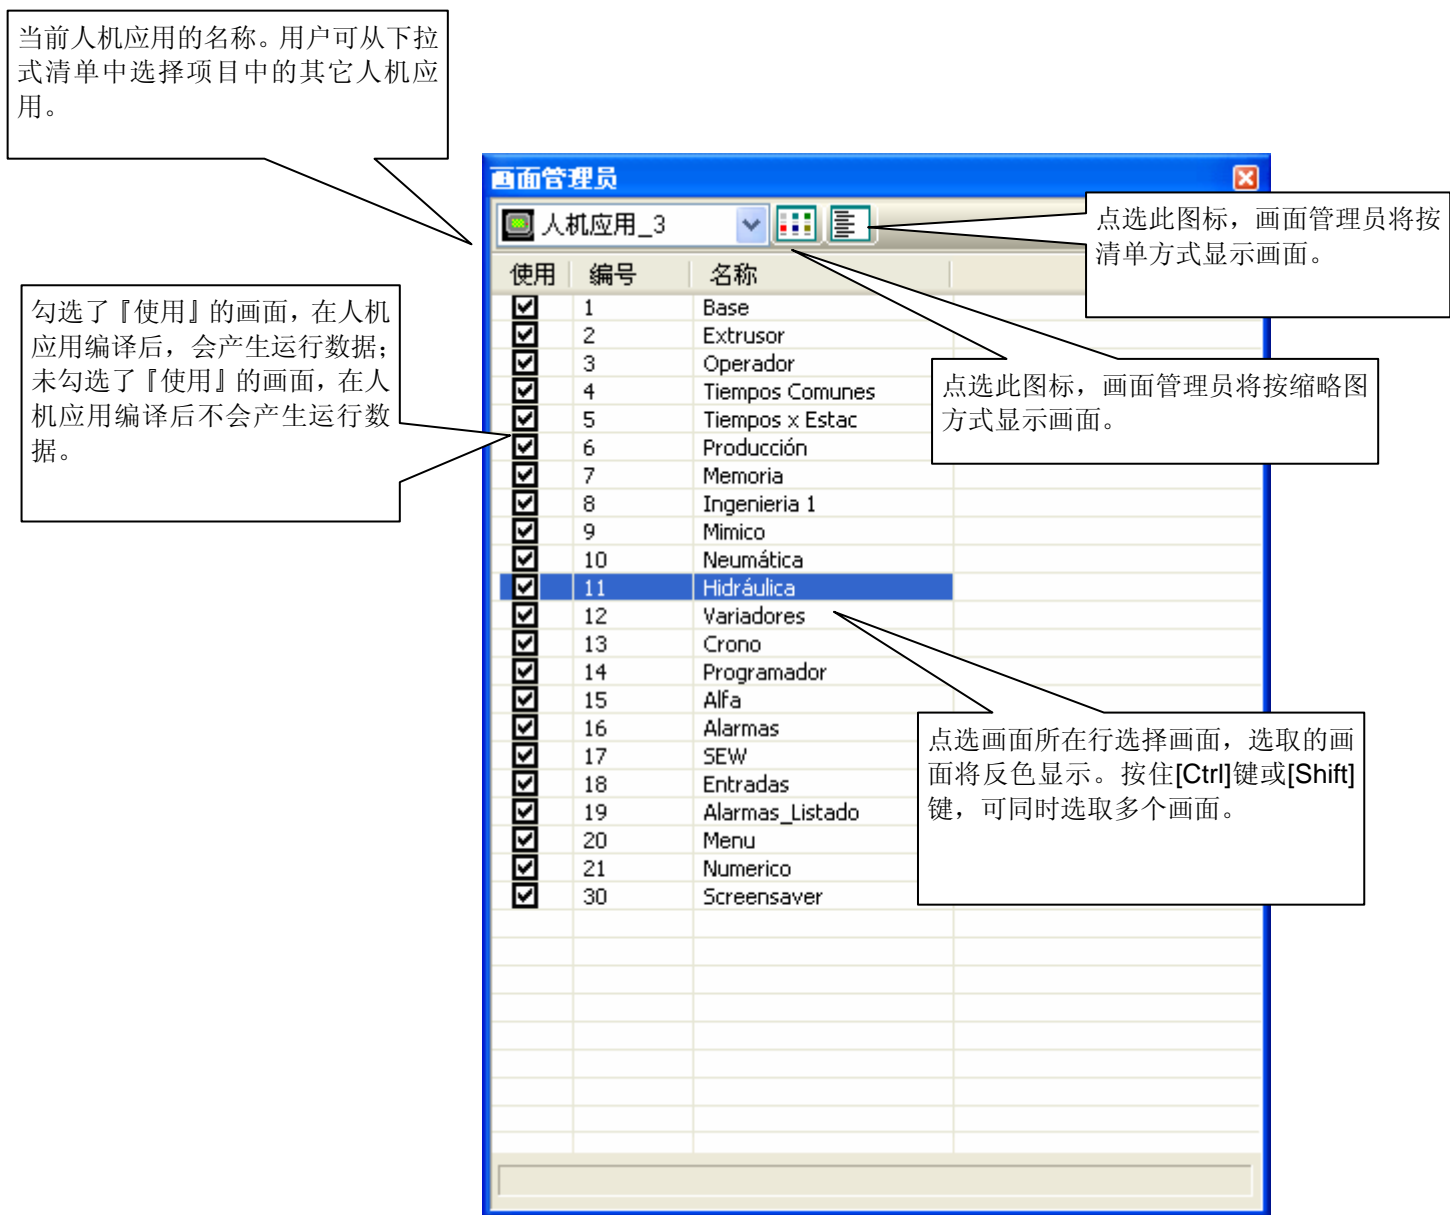 当前人机应用的名称。用户可从下拉
式清单中选择项目中的其它人机应
用。
画面管理员
人机应用_3
点选此图标，画面管理员将按
清单方式显示画面。
使用 编号 名称
勾选了『使用』的画面，在人机
应用编译后，会产生运行数据；
未勾选了『使用』的画面，在人
机应用编译后不会产生运行数
据。
1 Base
2 Extrusor
3 Operador
4 Tiempos Comunes
5 Tiempos x Estac
6 Producción
7 Memoria
8 Ingenieria 1
9 Mimico
10 Neumática
11 Hidráulica
12 Variadores
13 Crono
14 Programador
15 Alfa
16 Alarmas
17 SEW
18 Entradas
19 Alarmas_Listado
20 Menu
21 Numerico
30 Screensaver
点选此图标，画面管理员将按缩略图
方式显示画面。
点选画面所在行选择画面，选取的画
面将反色显示。按住[Ctrl]键或[Shift]
键，可同时选取多个画面。